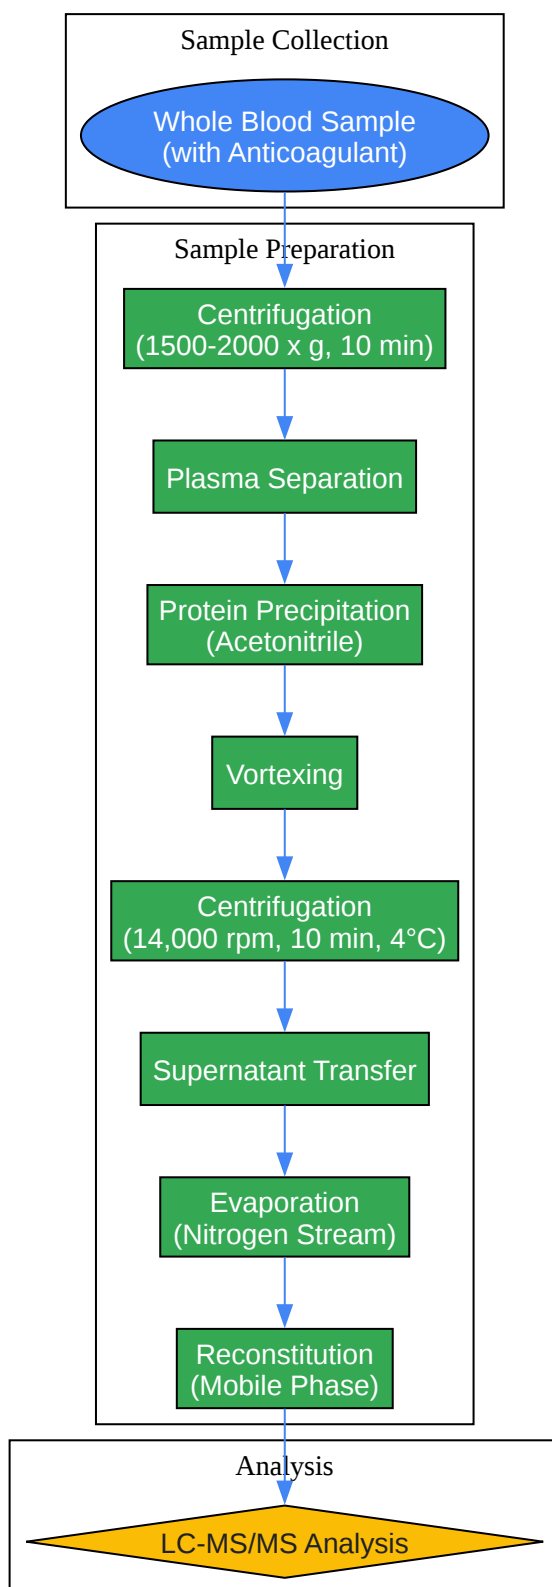 Sample Collection
Whole Blood Sample
(with Anticoagulant)
Sample Preparation
Centrifugation
(1500-2000 x g, 10 min)
Plasma Separation
Protein Precipitation
(Acetonitrile)
Vortexing
Centrifugation
(14,000 rpm, 10 min, 4°C)
Supernatant Transfer
Evaporation
(Nitrogen Stream)
Reconstitution
(Mobile Phase)
Analysis
LC-MS/MS Analysis